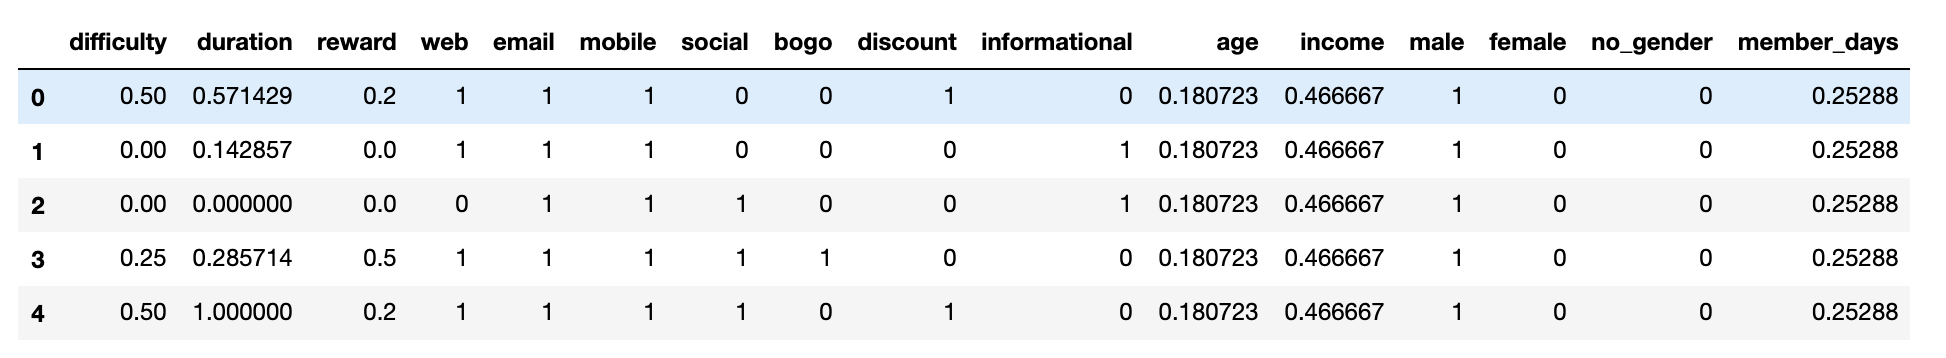 difficulty duration reward web email mobile social bogo discount informational age income male female no_gender member_days
0 0.50 0.571429 0.2 1 1 1 0 0 1 0 0.180723 0.466667 1 0 0 0.25288
1 0.00 0.142857 0.0 1 1 1 0 0 0 1 0.180723 0.466667 1 0 0 0.25288
2 0.00 0.000000 0.0 0 1 1 1 0 0 1 0.180723 0.466667 1 0 0 0.25288
3 0.25 0.285714 0.5 1 1 1 1 1 0 0 0.180723 0.466667 1 0 0 0.25288
4 0.50 1.000000 0.2 1 1 1 1 0 1 0 0.180723 0.466667 1 0 0 0.25288